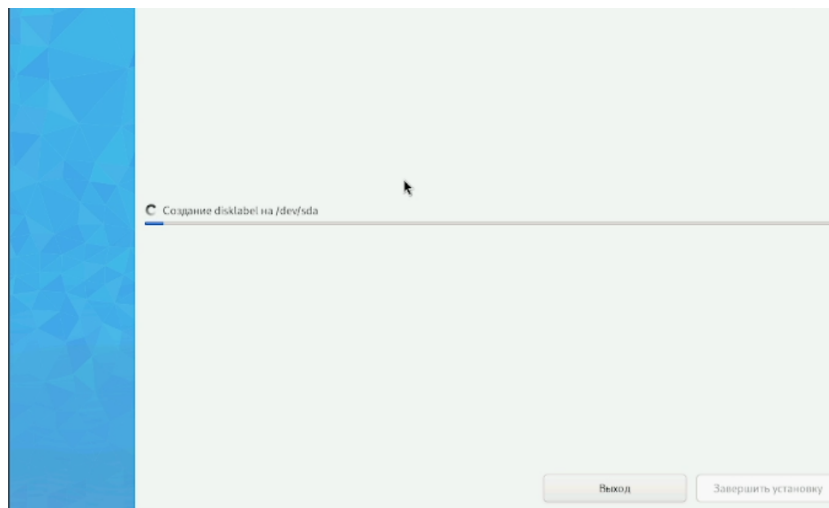 Создание disklabel на /dev/sda
Выход
Завершить установку